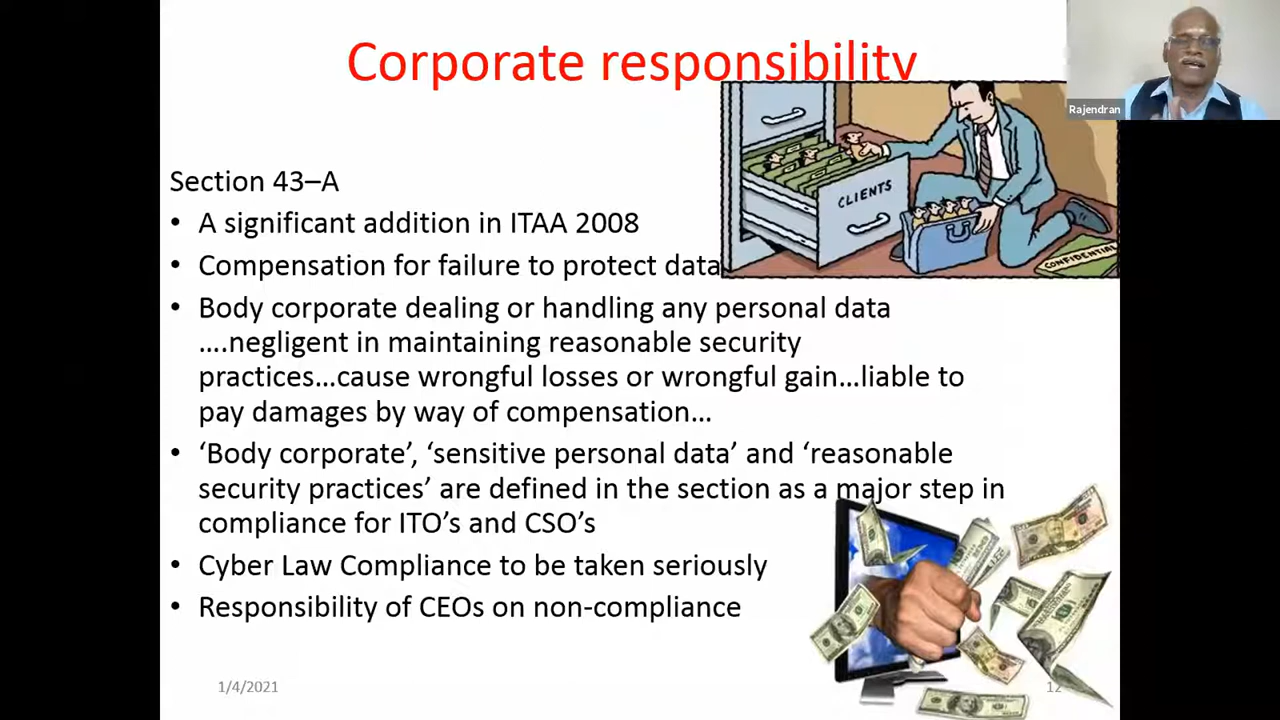 Corporate responsibility
Rajendran
CLIENTS
CONFIDENTIAL
Section 43–A
• A significant addition in ITAA 2008
• Compensation for failure to protect data
• Body corporate dealing or handling any personal data
….negligent in maintaining reasonable security
practices…cause wrongful losses or wrongful gain…liable to
pay damages by way of compensation…
• ‘Body corporate’, ‘sensitive personal data’ and ‘reasonable
security practices’ are defined in the section as a major step in
compliance for ITO’s and CSO’s
• Cyber Law Compliance to be taken seriously
• Responsibility of CEOs on non-compliance
1/4/2021
12